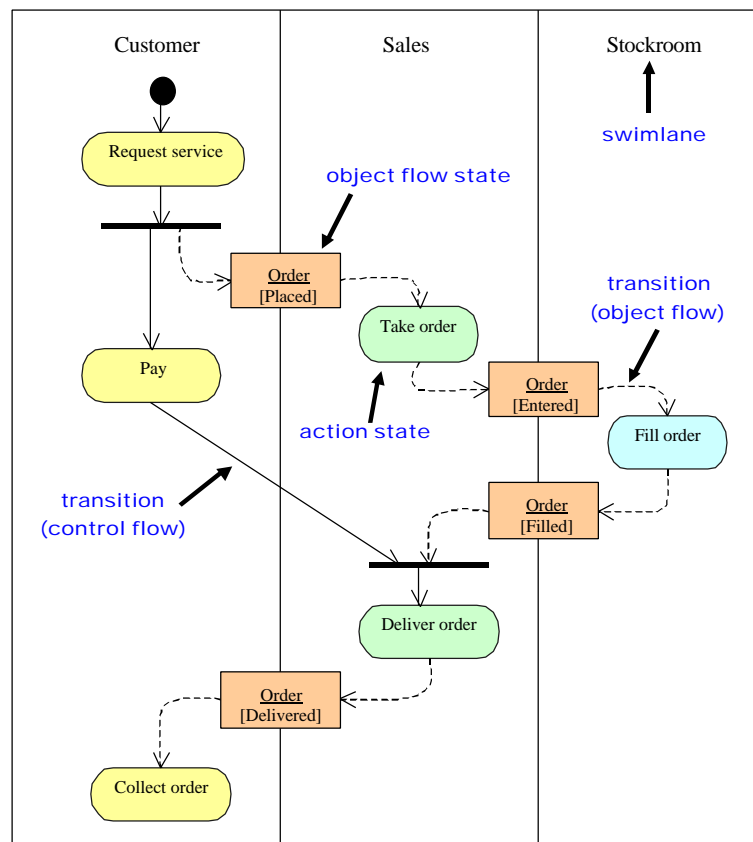 Customer
Sales
Stockroom
Request service
swimlane
object flow state
Order
[Placed]
transition
(object flow)
Take order
Pay
Order
[Entered]
action state
Fill order
transition
(control flow)
Order
[Filled]
Deliver order
Order
[Delivered]
Collect order